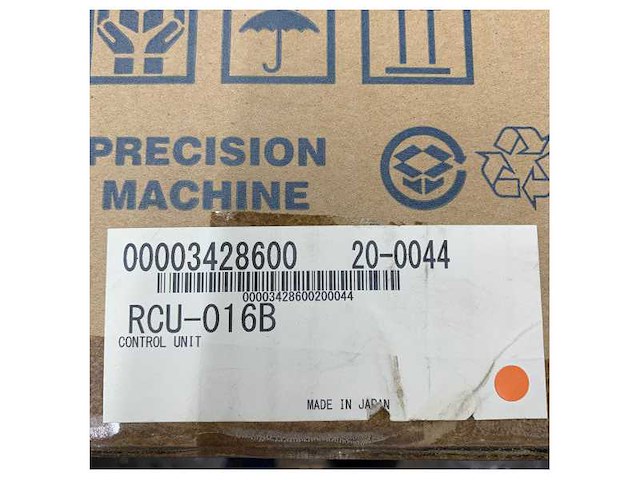 PRECISION
MACHINE
00003428600 20-0044
00003428600200044
RCU-016B
CONTROL UNIT
MADE IN JAPAN